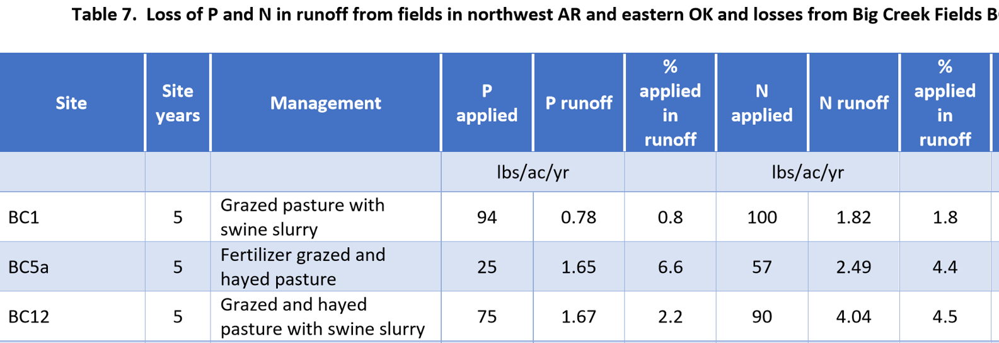 Table 7. Loss of P and N in runoff from fields in northwest AR and eastern OK and losses from Big Creek Fields
Site
Site years
Management
P applied
P runoff
% applied in runoff
N applied
N runoff
% applied in runoff
lbs/ac/yr
lbs/ac/yr
BC1 5 Grazed pasture with swine slurry 94 0.78 0.8 100 1.82 1.8
BC5a 5 Fertilizer grazed and hayed pasture 25 1.65 6.6 57 2.49 4.4
BC12 5 Grazed and hayed pasture with swine slurry 75 1.67 2.2 90 4.04 4.5